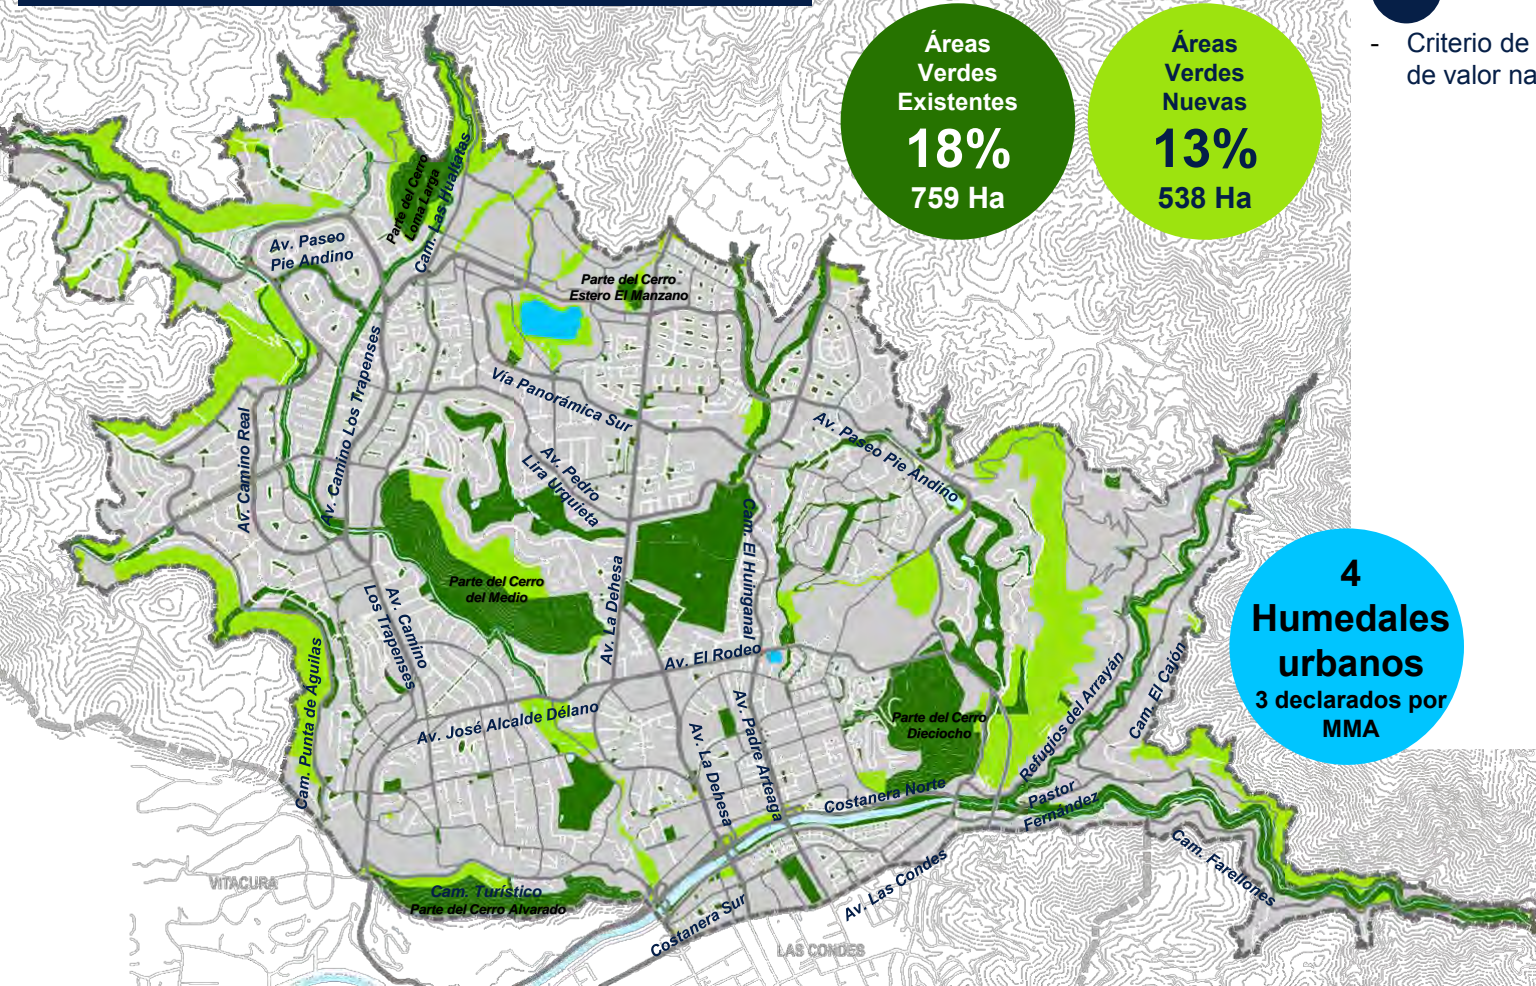 Áreas
Verdes
Existentes
18%
759 Ha
Áreas
Verdes
Nuevas
13%
538 Ha
- Criterio de
de valor na
4
Humedales
urbanos
3 declarados por
MMA
Parte del Cerro
Loma Larga
Cam. Las Hualtatas
Av. Paseo
Pie Andino
Parte del Cerro
Estero El Manzano
Av. Camino Los Trapenses
Vía Panorámica Sur
Av. Camino Real
Av. Pedro
Lira Urquieta
Av. Paseo Pie Andino
Cam. El Huinganal
Parte del Cerro
del Medio
Av. La Dehesa
Av. Camino
Los Trapenses
Av. El Rodeo
Cam. Punta de Águilas
Av. José Alcalde Délano
Av. La Dehesa
Av. Padre Arteaga
Parte del Cerro
Dieciocho
Refugios del Arrayán
Cam. El Cajón
Costanera Norte
Pastor
Fernández
Cam. Farellones
VITACURA
Cam. Turístico
Parte del Cerro Alvarado
Av. Las Condes
Costanera Sur
LAS CONDES